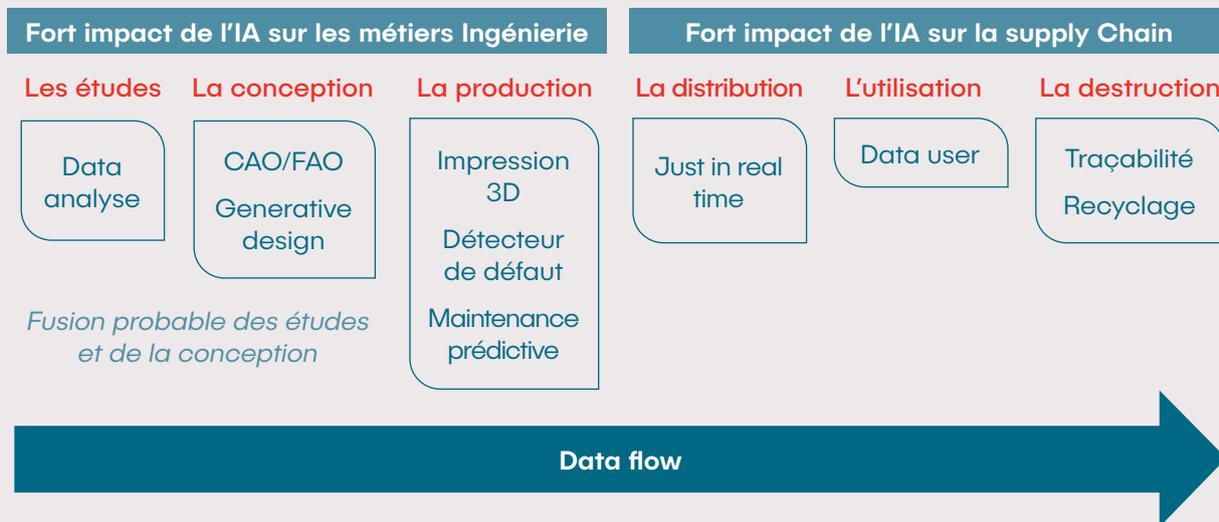 Fort impact de l’IA sur les métiers Ingénierie
Fort impact de l’IA sur la supply Chain
Les études
La conception
La production
La distribution
L’utilisation
La destruction
Data
analyse
CAO/FAO
Generative
design
Impression
3D
Détecteur
de défaut
Maintenance
prédictive
Just in real
time
Data user
Traçabilité
Recyclage
Fusion probable des études
et de la conception
Data flow